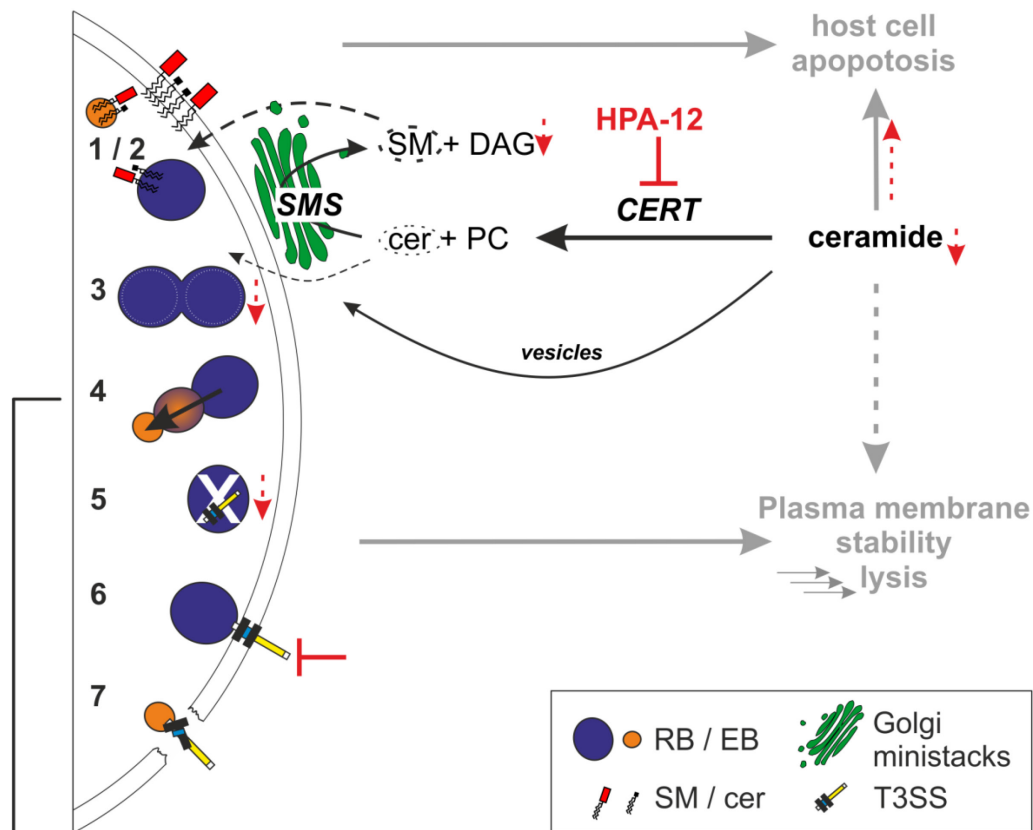 host cell
apopotosis
1 / 2
SM + DAG
HPA-12
SMS
CERT
cer + PC
ceramide
3
vesicles
4
5
X
Plasma membrane
stability
lysis
6
7
RB / EB
Golgi
ministacks
SM / cer
T3SS